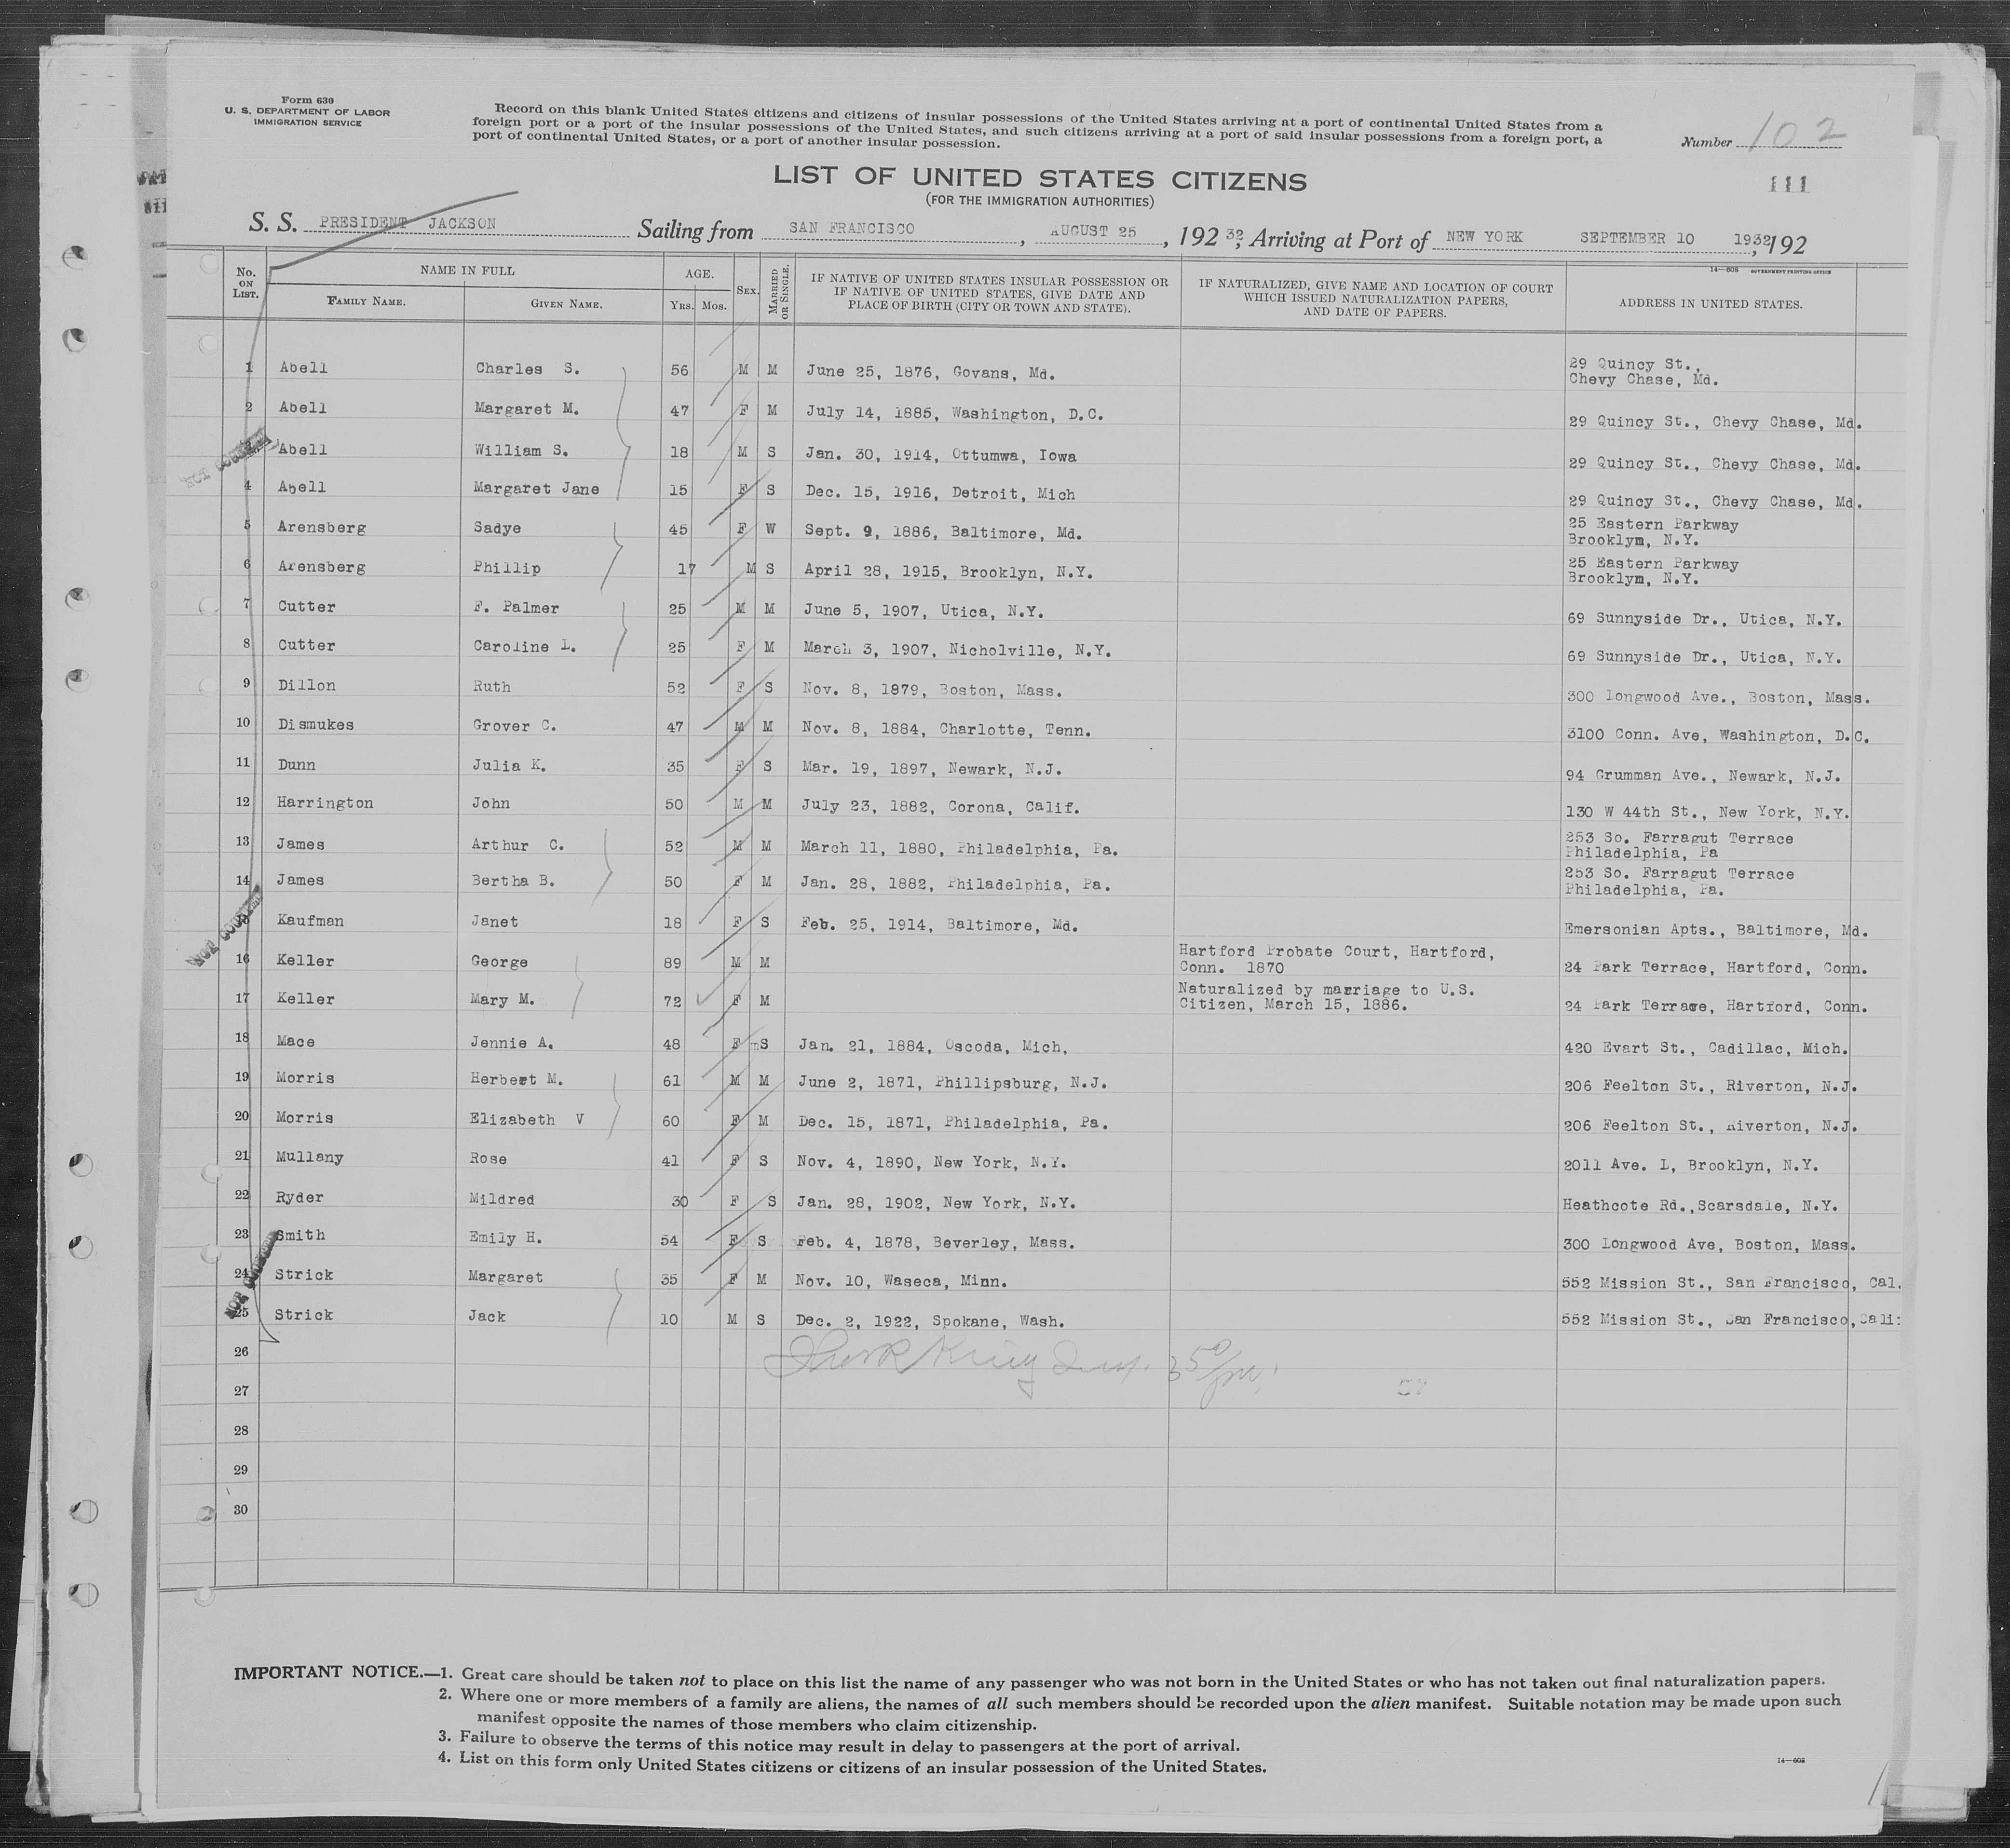 Form 630
U. S. DEPARTMENT OF LABOR
IMMIGRATION SERVICE
Record on this blank United States citizens and citizens of insular possessions of the United States arriving at a port of continental United States from a
foreign port or a port of the insular possessions of the United States, and such citizens arriving at a port of said insular possessions from a foreign port, a
port of continental United States, or a port of another insular possession.
Number 102
111
LIST OF UNITED STATES CITIZENS
(FOR THE IMMIGRATION AUTHORITIES)
S. S. PRESIDENT JACKSON Sailing from SAN FRANCISCO, AUGUST 25, 192 32, Arriving at Port of NEW YORK SEPTEMBER 10 1932, 192
14—608 GOVERNMENT PRINTING OFFICE
No. ON LIST. NAME IN FULL FAMILY NAME. GIVEN NAME. AGE. Yrs. Mos. SEX. MARRIED OR SINGLE. IF NATIVE OF UNITED STATES INSULAR POSSESSION OR IF NATIVE OF UNITED STATES, GIVE DATE AND PLACE OF BIRTH (CITY OR TOWN AND STATE). IF NATURALIZED, GIVE NAME AND LOCATION OF COURT WHICH ISSUED NATURALIZATION PAPERS, AND DATE OF PAPERS. ADDRESS IN UNITED STATES.
1 Abell Charles S. 56 M M June 25, 1876, Govans, Md. 29 Quincy St., Chevy Chase, Md.
2 Abell Margaret M. 47 F M July 14, 1885, Washington, D.C. 29 Quincy St., Chevy Chase, Md.
NOT COUNTED
3 Abell William S. 18 M S Jan. 30, 1914, Ottumwa, Iowa 29 Quincy St., Chevy Chase, Md.
4 Abell Margaret Jane 15 F S Dec. 15, 1916, Detroit, Mich 29 Quincy St., Chevy Chase, Md.
5 Arensberg Sadye 45 F W Sept. 9, 1886, Baltimore, Md. 25 Eastern Parkway Brooklyn, N.Y.
6 Arensberg Phillip 17 M S April 28, 1915, Brooklyn, N.Y. 25 Eastern Parkway Brooklyn, N.Y.
7 Cutter F. Palmer 25 M M June 5, 1907, Utica, N.Y. 69 Sunnyside Dr., Utica, N.Y.
8 Cutter Caroline L. 25 F M March 3, 1907, Nicholville, N.Y. 69 Sunnyside Dr., Utica, N.Y.
9 Dillon Ruth 52 F S Nov. 8, 1879, Boston, Mass. 300 Longwood Ave., Boston, Mass.
10 Dismukes Grover C. 47 M M Nov. 8, 1884, Charlotte, Tenn. 3100 Conn. Ave, Washington, D.C.
11 Dunn Julia K. 35 F S Mar. 19, 1897, Newark, N.J. 94 Grumman Ave., Newark, N.J.
12 Harrington John 50 M M July 23, 1882, Corona, Calif. 130 W 44th St., New York, N.Y.
13 James Arthur C. 52 M M March 11, 1880, Philadelphia, Pa. 253 So. Farragut Terrace Philadelphia, Pa
14 James Bertha B. 50 F M Jan. 28, 1882, Philadelphia, Pa. 253 So. Farragut Terrace Philadelphia, Pa.
NOT COUNTED
15 Kaufman Janet 18 F S Feb. 25, 1914, Baltimore, Md. Emersonian Apts., Baltimore, Md.
16 Keller George 89 M M Hartford Probate Court, Hartford, Conn. 1870 24 Park Terrace, Hartford, Conn.
17 Keller Mary M. 72 F M Naturalized by marriage to U.S. Citizen, March 15, 1886. 24 Park Terrace, Hartford, Conn.
18 Mace Jennie A. 48 F S Jan. 21, 1884, Oscoda, Mich. 420 Evart St., Cadillac, Mich.
19 Morris Herbert M. 61 M M June 2, 1871, Phillipsburg, N.J. 206 Feelton St., Riverton, N.J.
20 Morris Elizabeth V 60 F M Dec. 15, 1871, Philadelphia, Pa. 206 Feelton St., Riverton, N.J.
21 Mullany Rose 41 F S Nov. 4, 1890, New York, N.Y. 2011 Ave. L, Brooklyn, N.Y.
22 Ryder Mildred 30 F S Jan. 28, 1902, New York, N.Y. Heathcote Rd.,Scarsdale, N.Y.
23 Smith Emily H. 54 F S Feb. 4, 1878, Beverley, Mass. 300 Longwood Ave, Boston, Mass.
NOT COUNTED
24 Strick Margaret 35 F M Nov. 10, Waseca, Minn. 552 Mission St., San Francisco, Cal.
25 Strick Jack 10 M S Dec. 2, 1922, Spokane, Wash. 552 Mission St., San Francisco, Cali
26
27
28
29
30
IMPORTANT NOTICE.—1. Great care should be taken not to place on this list the name of any passenger who was not born in the United States or who has not taken out final naturalization papers.
2. Where one or more members of a family are aliens, the names of all such members should be recorded upon the alien manifest. Suitable notation may be made upon such
manifest opposite the names of those members who claim citizenship.
3. Failure to observe the terms of this notice may result in delay to passengers at the port of arrival.
4. List on this form only United States citizens or citizens of an insular possession of the United States.
14—608